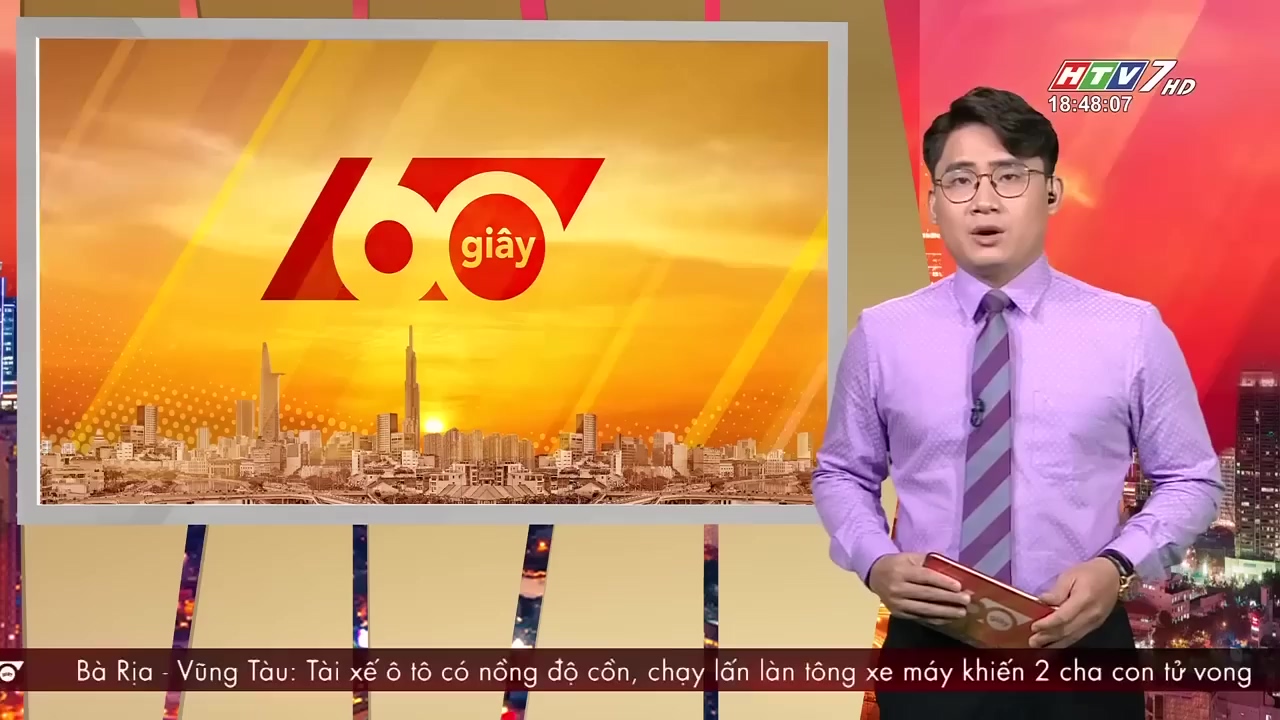 HTV7 HD
18:48:07
60 giây
Bà Rịa - Vũng Tàu: Tài xế ô tô có nồng độ cồn, chạy lấn làn tông xe máy khiến 2 cha con tử vong